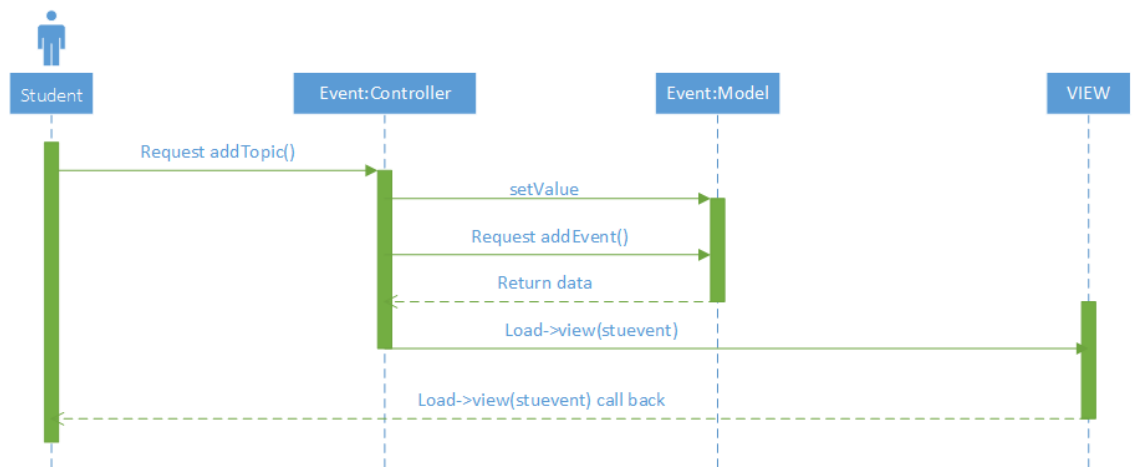 Student
Event:Controller
Event:Model
VIEW
Request addTopic()
setValue
Request addEvent()
Return data
Load->view(stuevent)
Load->view(stuevent) call back